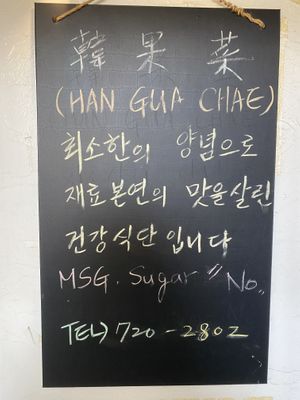 韓 果 菜
(HAN GUA CHAE)
최소한의 양념으로
재료본연의 맛을살린
건강식단입니다
MSG. Sugar〃No〃
TEL) 720-2802